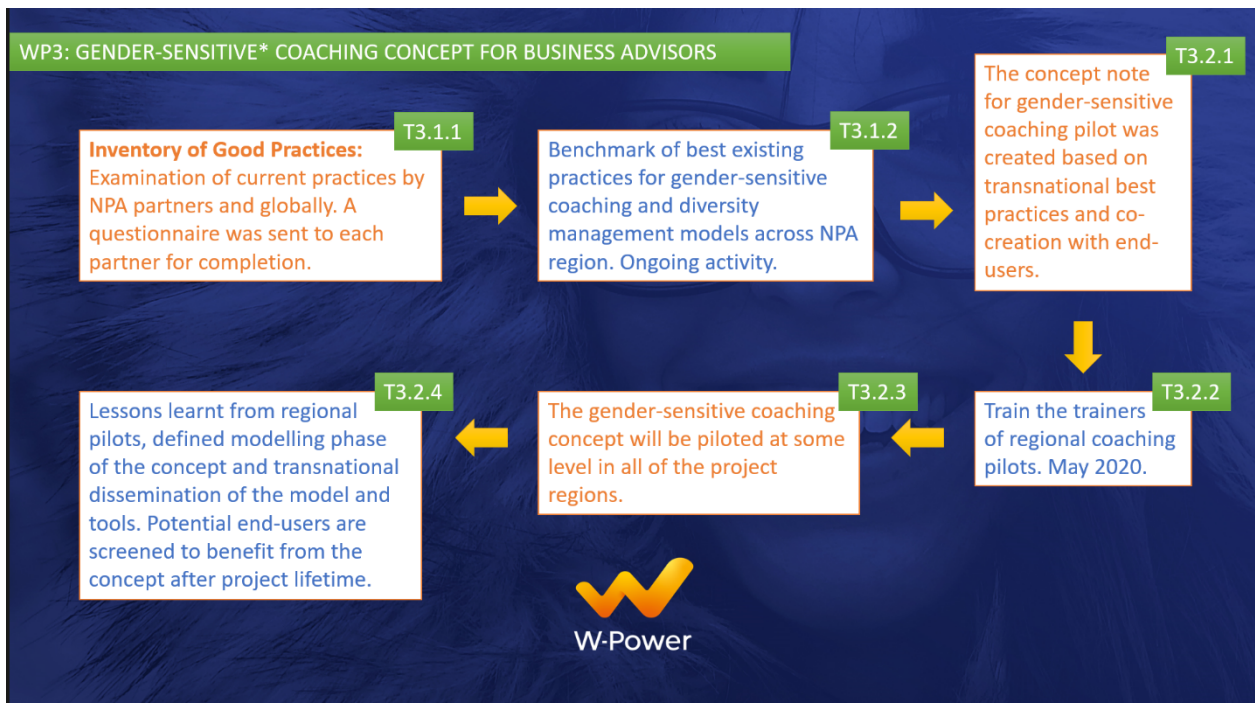 WP3: GENDER-SENSITIVE* COACHING CONCEPT FOR BUSINESS ADVISORS
T3.1.1
Inventory of Good Practices:
Examination of current practices by
NPA partners and globally. A
questionnaire was sent to each
partner for completion.
T3.1.2
Benchmark of best existing
practices for gender-sensitive
coaching and diversity
management models across NPA
region. Ongoing activity.
T3.2.1
The concept note
for gender-sensitive
coaching pilot was
created based on
transnational best
practices and co-
creation with end-
users.
T3.2.2
Train the trainers
of regional coaching
pilots. May 2020.
T3.2.3
The gender-sensitive coaching
concept will be piloted at some
level in all of the project
regions.
T3.2.4
Lessons learnt from regional
pilots, defined modelling phase
of the concept and transnational
dissemination of the model and
tools. Potential end-users are
screened to benefit from the
concept after project lifetime.
W-Power